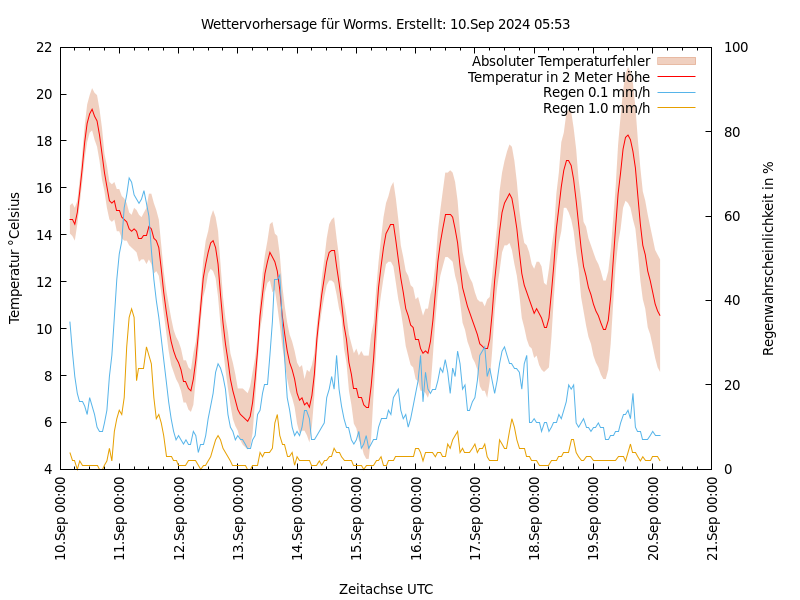 Wettervorhersage für Worms. Erstellt: 10.Sep 2024 05:53
Absoluter Temperaturfehler
Temperatur in 2 Meter Höhe
Regen 0.1 mm/h
Regen 1.0 mm/h
Temperatur °Celsius
22
20
18
16
14
12
10
8
6
4
100
80
60
40
20
0
Regenwahrscheinlichkeit in %
10.Sep 00:00
11.Sep 00:00
12.Sep 00:00
13.Sep 00:00
14.Sep 00:00
15.Sep 00:00
16.Sep 00:00
17.Sep 00:00
18.Sep 00:00
19.Sep 00:00
20.Sep 00:00
21.Sep 00:00
Zeitachse UTC